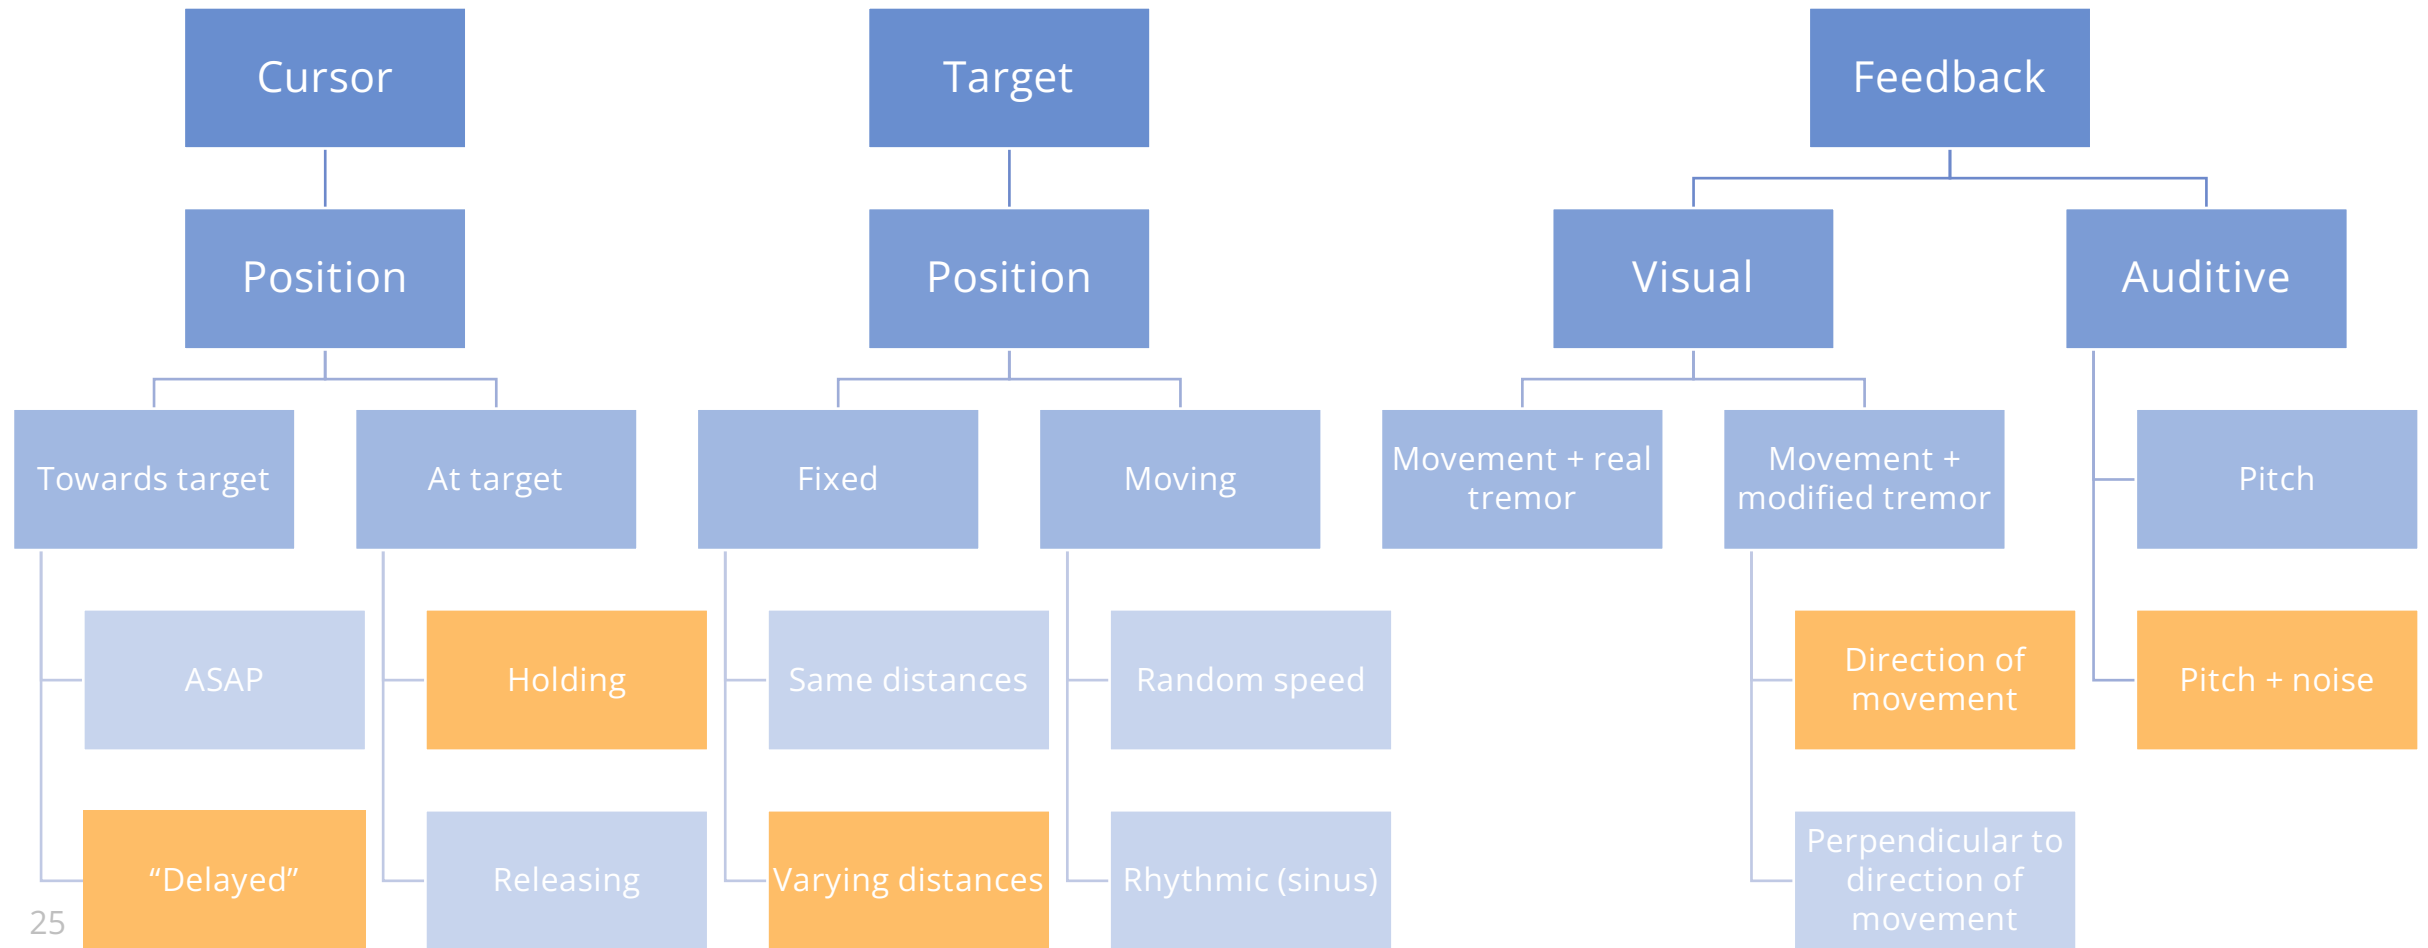 Cursor
Target
Feedback
Position
Position
Visual
Auditive
Towards target
At target
Fixed
Moving
Movement + real
tremor
Movement +
modified tremor
Pitch
ASAP
Holding
Same distances
Random speed
Direction of
movement
Pitch + noise
“Delayed”
Releasing
Varying distances
Rhythmic (sinus)
Perpendicular to
direction of
movement
25